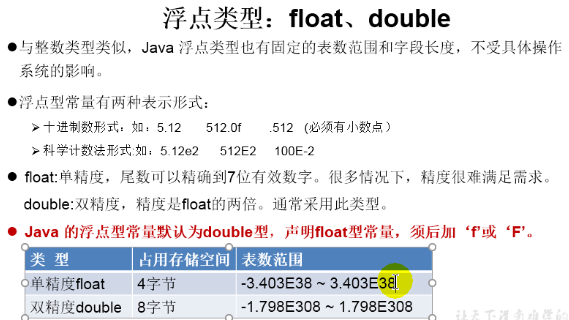 浮点类型：float、double
●与整数类型类似，Java 浮点类型也有固定的表数范围和字段长度，不受具体操作
系统的影响。
●浮点型常量有两种表示形式：
➢十进制数形式：如：5.12 512.0f .512 (必须有小数点）
➢科学计数法形式:如：5.12e2 512E2 100E-2
● float:单精度，尾数可以精确到7位有效数字。很多情况下，精度很难满足需求。
double:双精度，精度是float的两倍。通常采用此类型。
● Java 的浮点型常量默认为double型，声明float型常量，须后加‘f’或‘F’。
类 型 占用存储空间 表数范围
单精度float 4字节 -3.403E38 ~ 3.403E38
双精度double 8字节 -1.798E308 ~ 1.798E308
让天下没有难学的